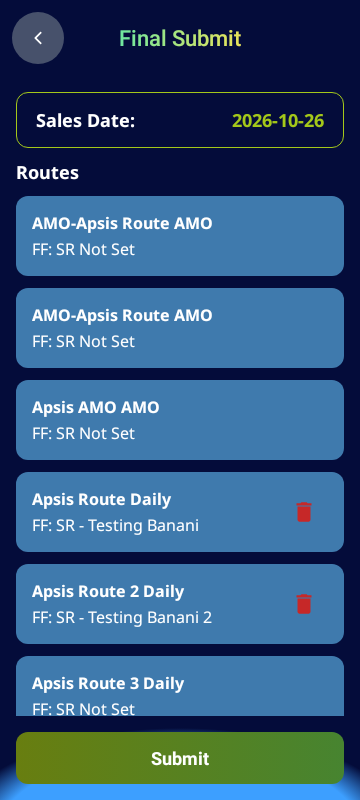 Final Submit
Sales Date: 2026-10-26
Routes
AMO-Apsis Route AMO
FF: SR Not Set
AMO-Apsis Route AMO
FF: SR Not Set
Apsis AMO AMO
FF: SR Not Set
Apsis Route Daily
FF: SR - Testing Banani
Apsis Route 2 Daily
FF: SR - Testing Banani 2
Apsis Route 3 Daily
FF: SR Not Set
Submit